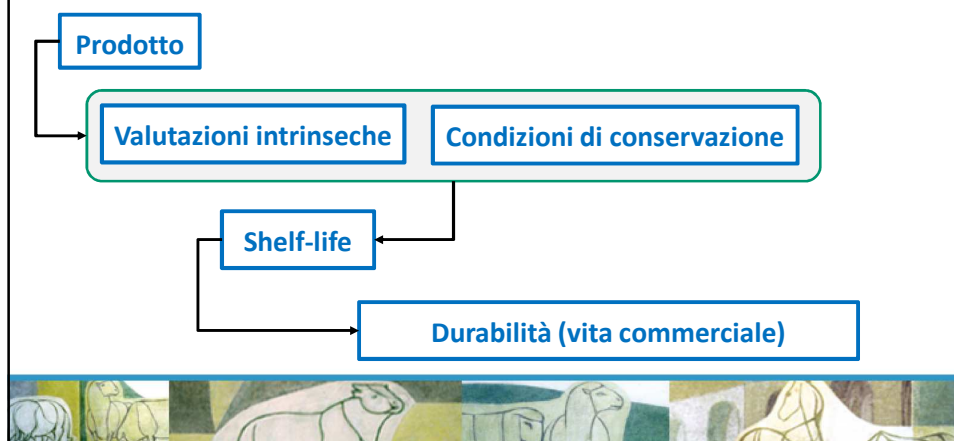 Prodotto
Valutazioni intrinseche
Condizioni di conservazione
Shelf-life
Durabilità (vita commerciale)